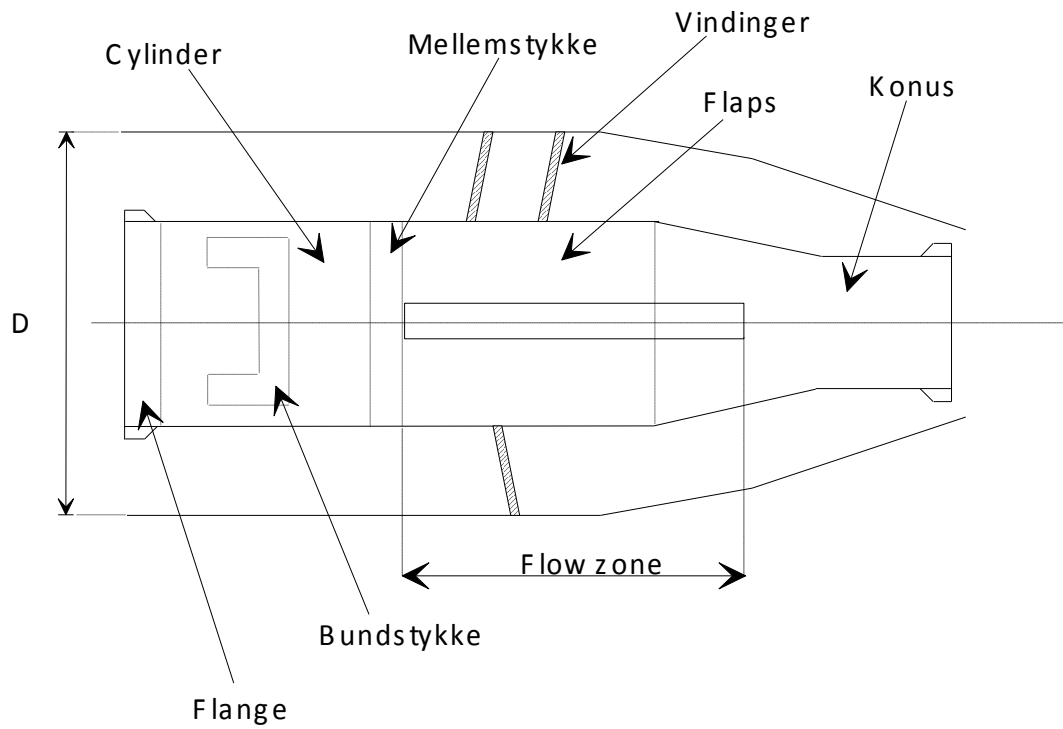 Vindinger
Cylinder
Mellemstykke
Konus
Flaps
D
Flow zone
Bundstykke
Flange